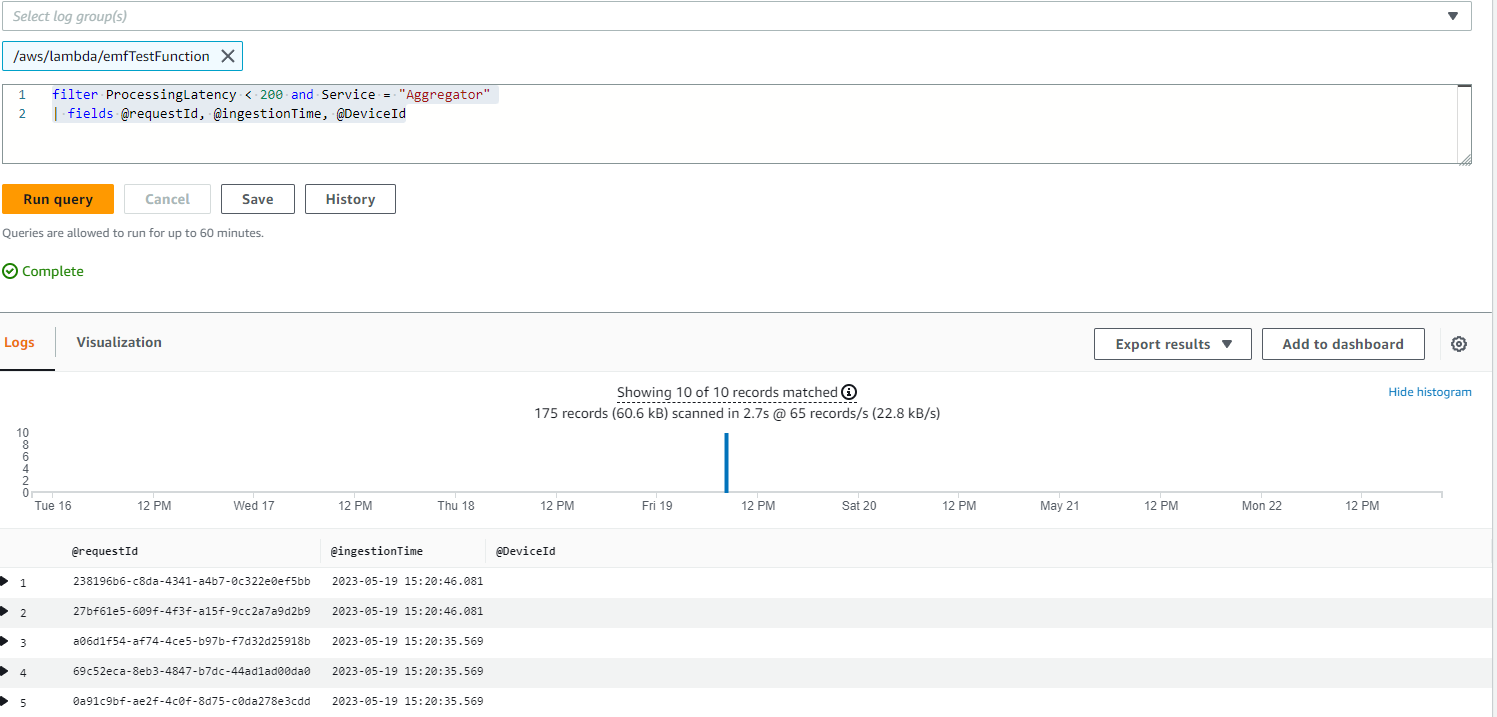 Select log group(s)
/aws/lambda/emfTestFunction
1 filter ProcessingLatency < 200 and Service = "Aggregator"
2 | fields @requestId, @ingestionTime, @DeviceId
Run query Cancel Save History
Queries are allowed to run for up to 60 minutes.
Complete
Logs Visualization Export results Add to dashboard
Showing 10 of 10 records matched
Hide histogram
175 records (60.6 kB) scanned in 2.7s @ 65 records/s (22.8 kB/s)
10
8
6
4
2
0
Tue 16 12 PM Wed 17 12 PM Thu 18 12 PM Fri 19 12 PM Sat 20 12 PM May 21 12 PM Mon 22 12 PM
@requestId @ingestionTime @DeviceId
1 238196b6-c8da-4341-a4b7-0c322e0ef5bb 2023-05-19 15:20:46.081
2 27bf61e5-609f-4f3f-a15f-9cc2a7a9d2b9 2023-05-19 15:20:46.081
3 a06d1f54-af74-4ce5-b97b-f7d32d25918b 2023-05-19 15:20:35.569
4 69c52eca-8eb3-4847-b7dc-44ad1ad00da0 2023-05-19 15:20:35.569
5 0a91c9bf-ae2f-4c0f-8d75-c0da278e3cdd 2023-05-19 15:20:35.569